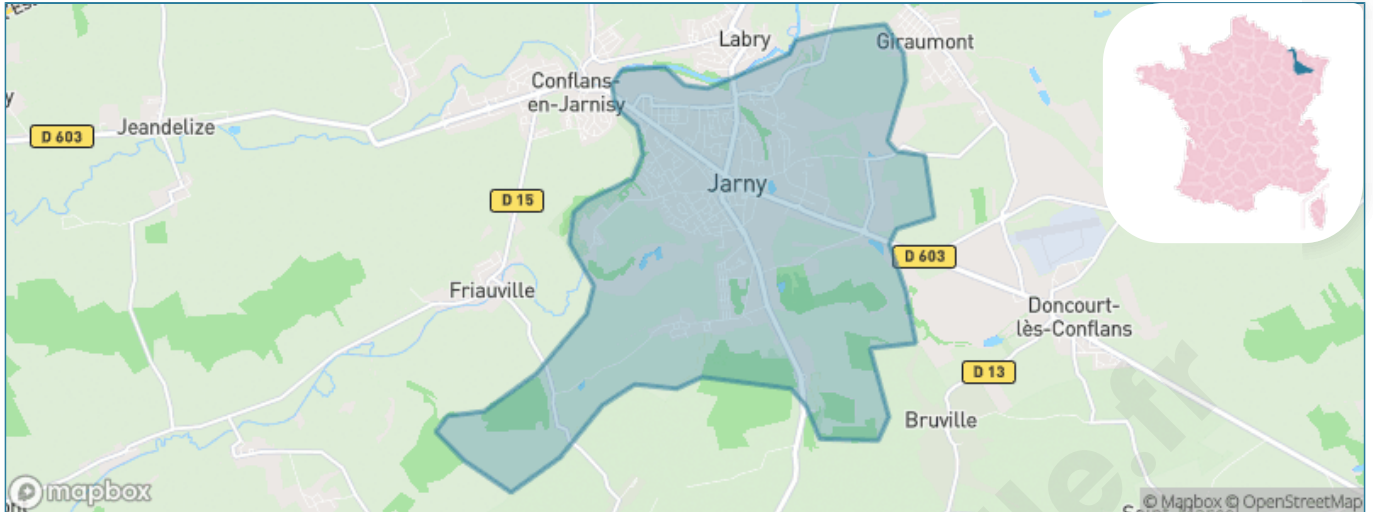 Labry
Giraumont
Conflans-
en-Jarnisy
Jeandelize
D 603
Jarny
D 15
D 603
Friauville
Doncourt-
lès-Conflans
D 13
Bruville
mapbox
© Mapbox © OpenStreetMap